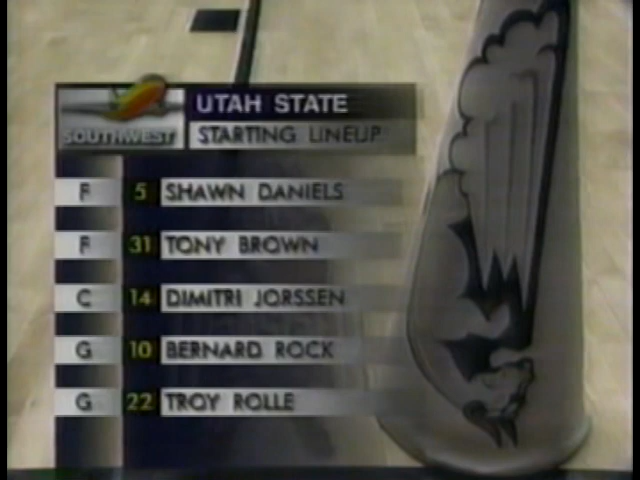 UTAH STATE
SOUTHWEST
STARTING LINEUP
F 5 SHAWN DANIELS
F 31 TONY BROWN
C 14 DIMITRI JORSSEN
G 10 BERNARD ROCK
G 22 TROY ROLLE